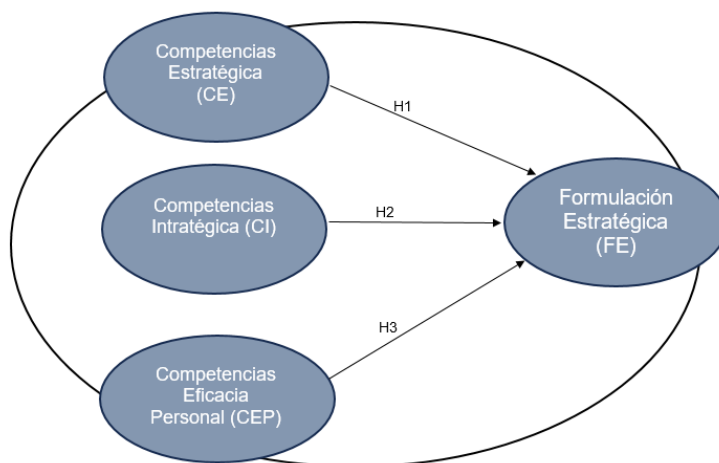 Competencias
Estratégica
(CE)
H1
Competencias
Intratégica (CI)
H2
Formulación
Estratégica
(FE)
H3
Competencias
Eficacia
Personal (CEP)